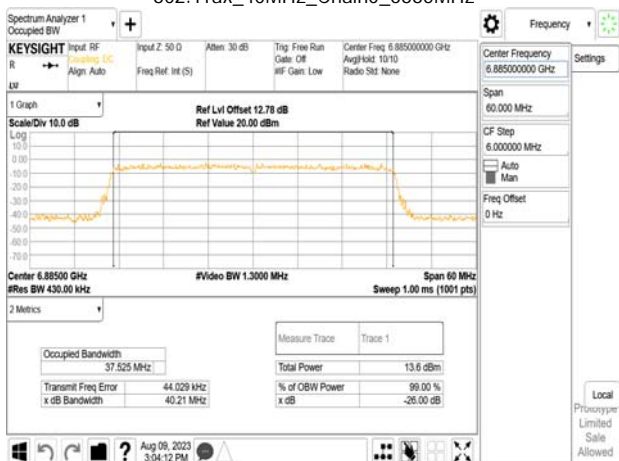 Spectrum Analyzer 1
Occupied BW
Frequency
KEYSIGHT
R
LVI
Input: RF
Coupling: DC
Align: Auto
Input Z: 50 Ω
Freq Ref: Int (S)
Atten: 30 dB
Trig: Free Run
Gate: Off
#IF Gain: Low
Center Freq: 6.885000000 GHz
Avg|Hold: 10/10
Radio Std: None
Center Frequency
6.885000000 GHz
Settings
Span
60.000 MHz
CF Step
6.000000 MHz
Auto
Man
Freq Offset
0 Hz
1 Graph
Scale/Div 10.0 dB
Ref Lvl Offset 12.78 dB
Ref Value 20.00 dBm
Log
10.0
0.00
-10.0
-20.0
-30.0
-40.0
-50.0
-60.0
-70.0
Center 6.88500 GHz
#Res BW 430.00 kHz
#Video BW 1.3000 MHz
Span 60 MHz
Sweep 1.00 ms (1001 pts)
2 Metrics
Measure Trace Trace 1
Occupied Bandwidth
37.525 MHz
Total Power 13.6 dBm
Transmit Freq Error 44.029 kHz
% of OBW Power 99.00 %
x dB Bandwidth 40.21 MHz
x dB -26.00 dB
Local
Prototype
Limited
Sale
Allowed
?
Aug 09, 2023
3:04:12 PM